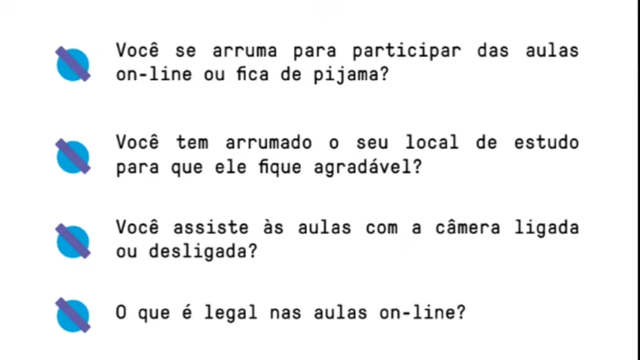 Você se arruma para participar das aulas
on-line ou fica de pijama?
Você tem arrumado o seu local de estudo
para que ele fique agradável?
Você assiste às aulas com a câmera ligada
ou desligada?
O que é legal nas aulas on-line?